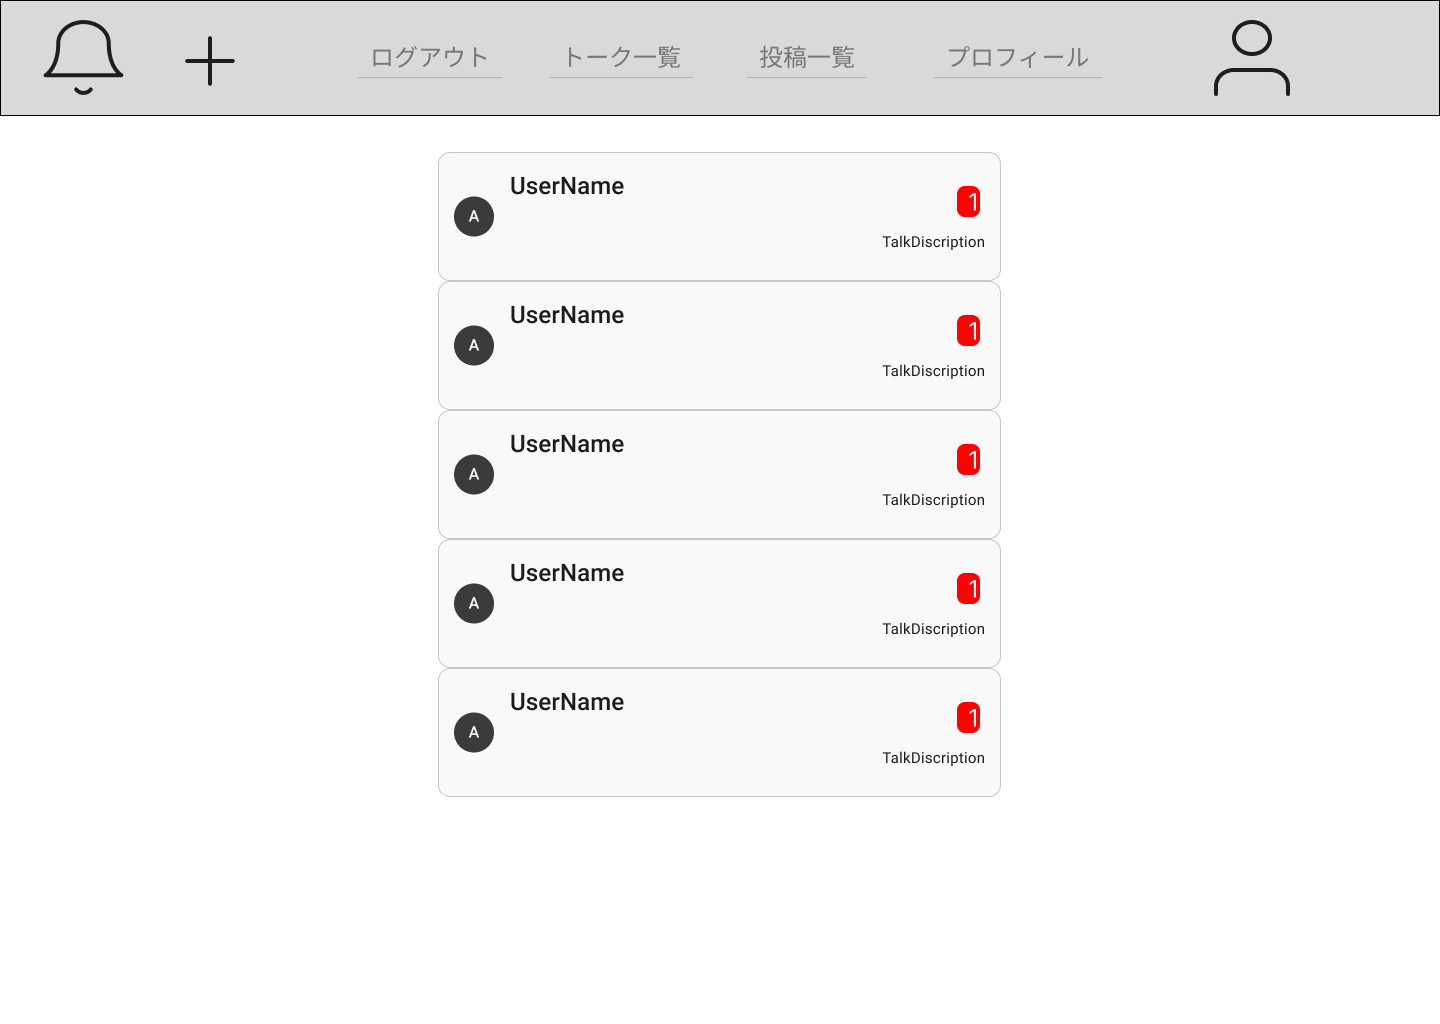 ログアウト トーク一覧 投稿一覧 プロフィール
UserName
A
1
TalkDiscription
UserName
A
1
TalkDiscription
UserName
A
1
TalkDiscription
UserName
A
1
TalkDiscription
UserName
A
1
TalkDiscription